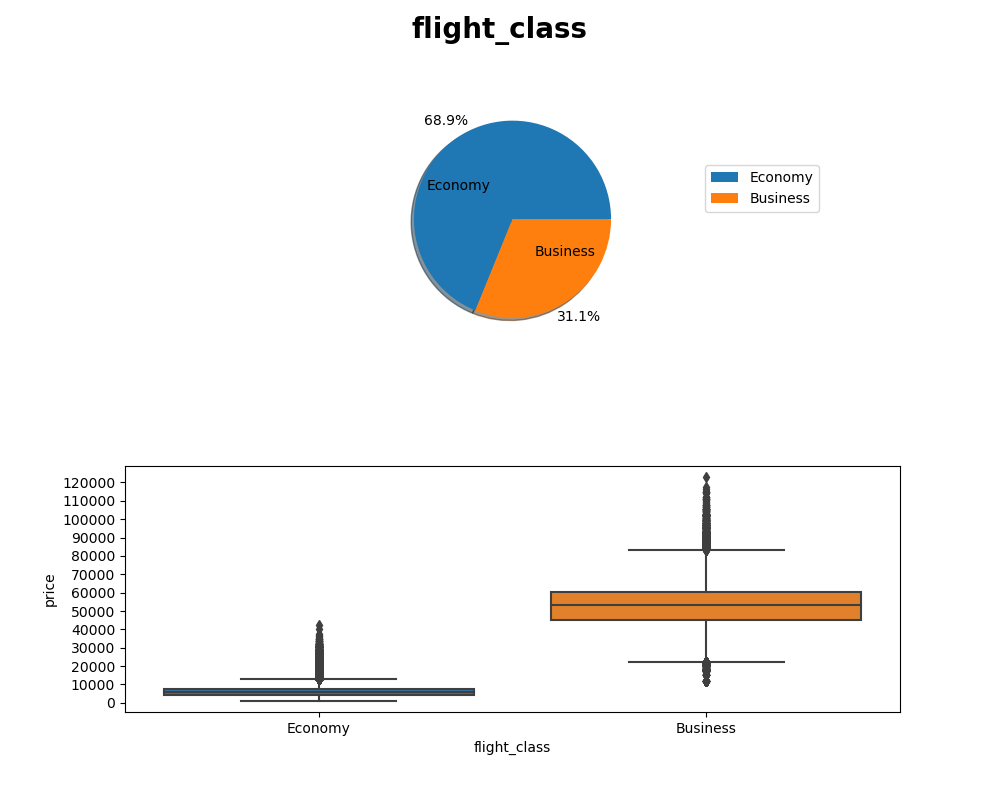 flight_class
68.9%
Economy
Business
31.1%
Economy
Business
120000
110000
100000
90000
80000
70000
60000
50000
40000
30000
20000
10000
0
price
Economy
Business
flight_class